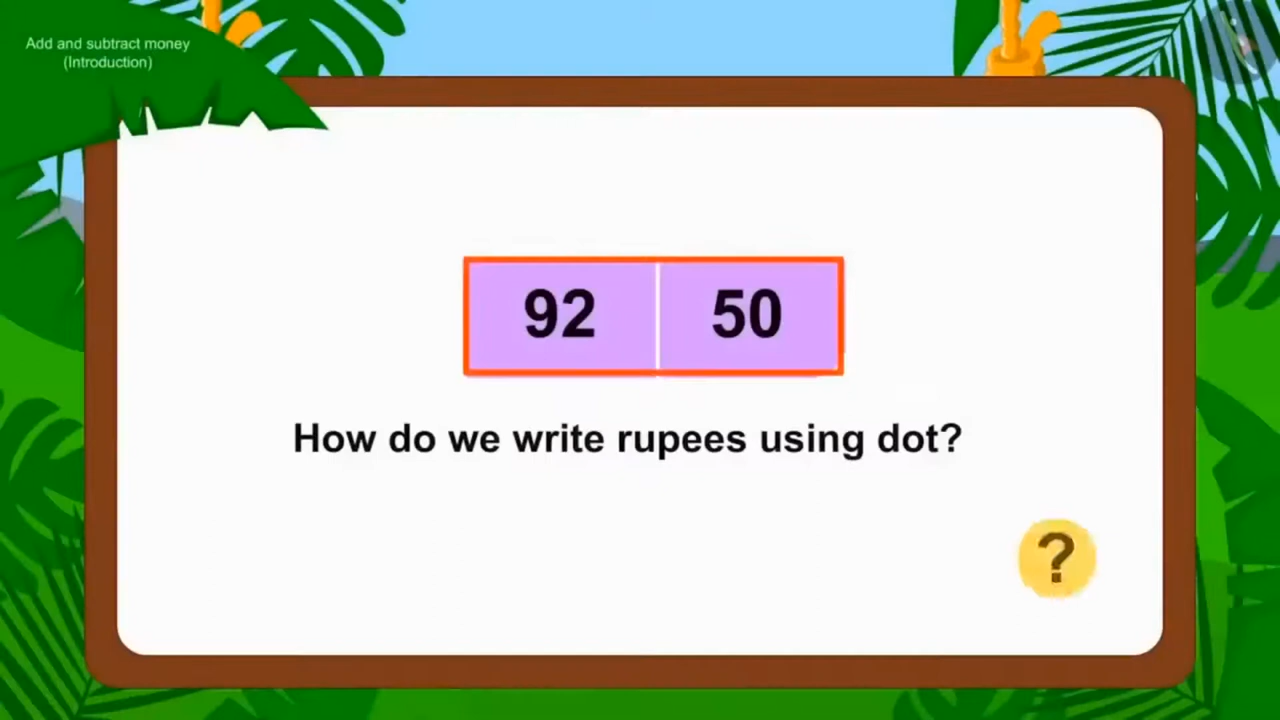 Add and subtract money
(Introduction)
92 50
How do we write rupees using dot?
?